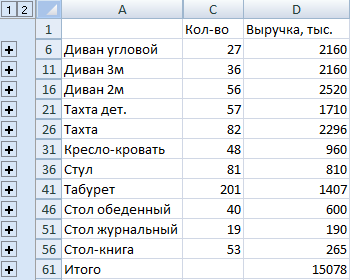 1 2 A C D
1 Кол-во Выручка, тыс.
6 Диван угловой 27 2160
11 Диван 3м 36 2160
16 Диван 2м 56 2520
21 Тахта дет. 57 1710
26 Тахта 82 2296
31 Кресло-кровать 48 960
36 Стул 81 810
41 Табурет 201 1407
46 Стол обеденный 40 600
51 Стол журнальный 19 190
56 Стол-книга 53 265
61 Итого 15078